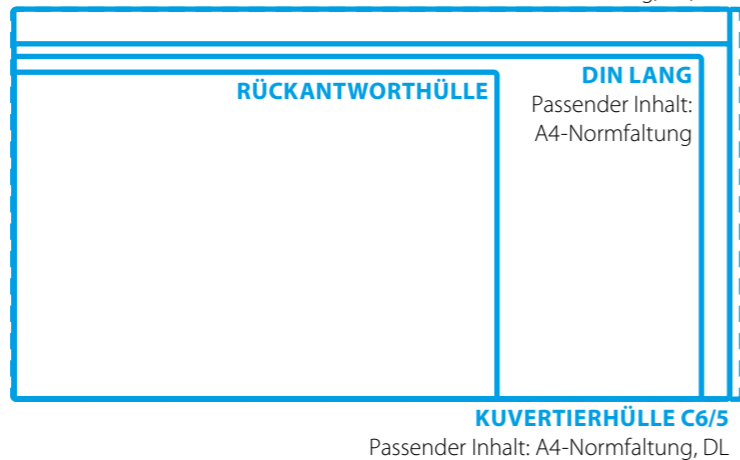 RÜCKANTWORTHÜLLE
DIN LANG
Passender Inhalt:
A4-Normfaltung
KUVERTIERHÜLLE C6/5
Passender Inhalt: A4-Normfaltung, DL